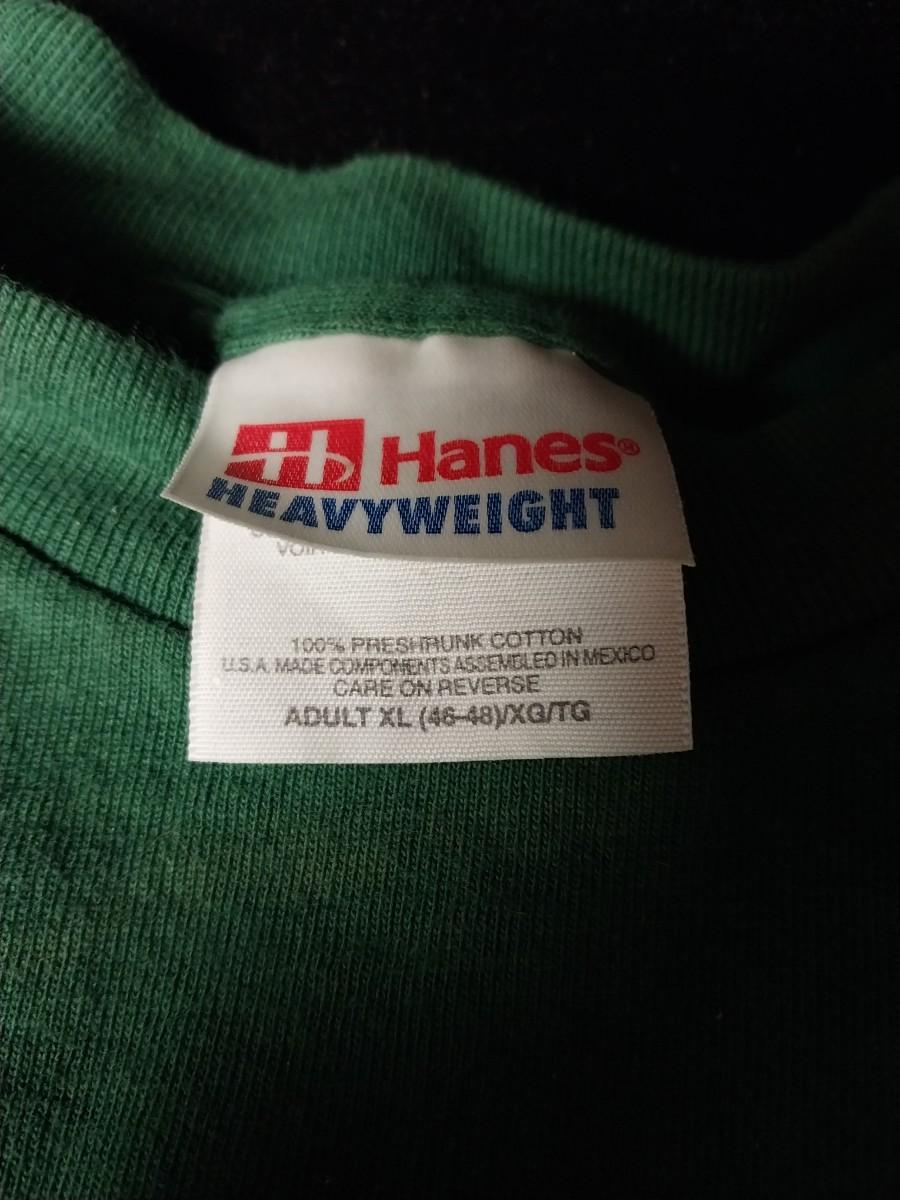 Hanes®
HEAVYWEIGHT
100% PRESHRUNK COTTON
U.S.A. MADE COMPONENTS ASSEMBLED IN MEXICO
CARE ON REVERSE
ADULT XL (46-48)/XG/TG